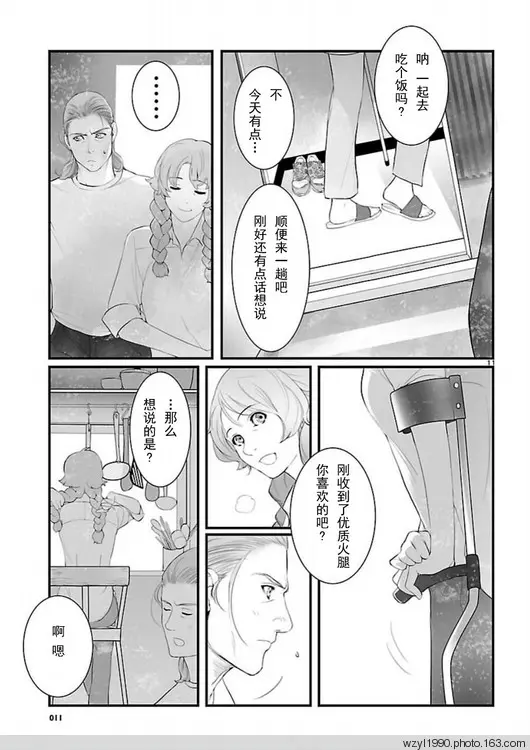 呐 一起去
吃个饭吗?
不
今天有点…
顺便来一趟吧
刚好还有点话想说
……
11
刚收到了优质火腿
你喜欢的吧?
…那么
想说的是?
啊
嗯
011
wzyl1990.photo.163.com